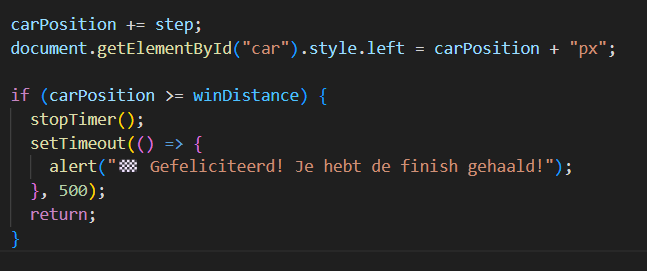 carPosition += step;
document.getElementById("car").style.left = carPosition + "px";
if (carPosition >= winDistance) {
stopTimer();
setTimeout(() => {
alert("🏁 Gefeliciteerd! Je hebt de finish gehaald!");
}, 500);
return;
}